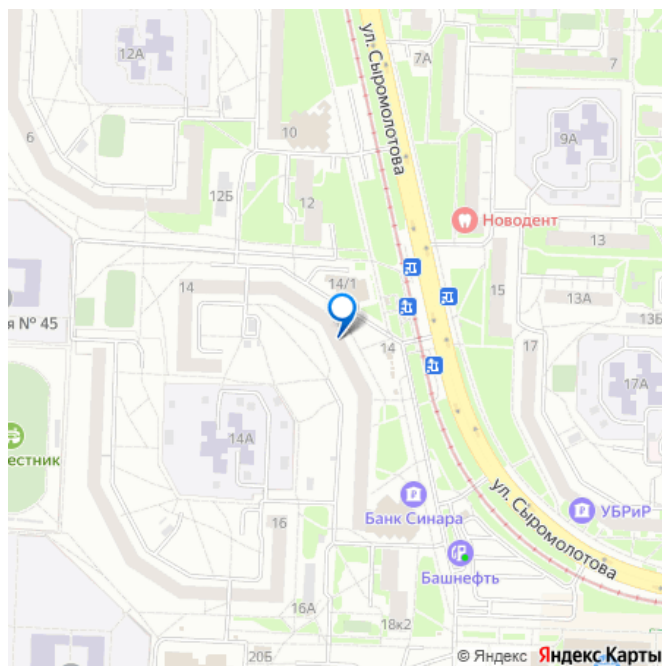 12А
ул. Сыромолотова
7А
7
6
10
9А
12Б
12
Новодент
13
14
14/1
15
13А
13Б
я № 45
14
17
17А
14А
естник
16
Банк Синара
ул. Сыромолотова
УБРиР
Башнефть
16А
18к2
20Б
© Яндекс Яндекс Карты